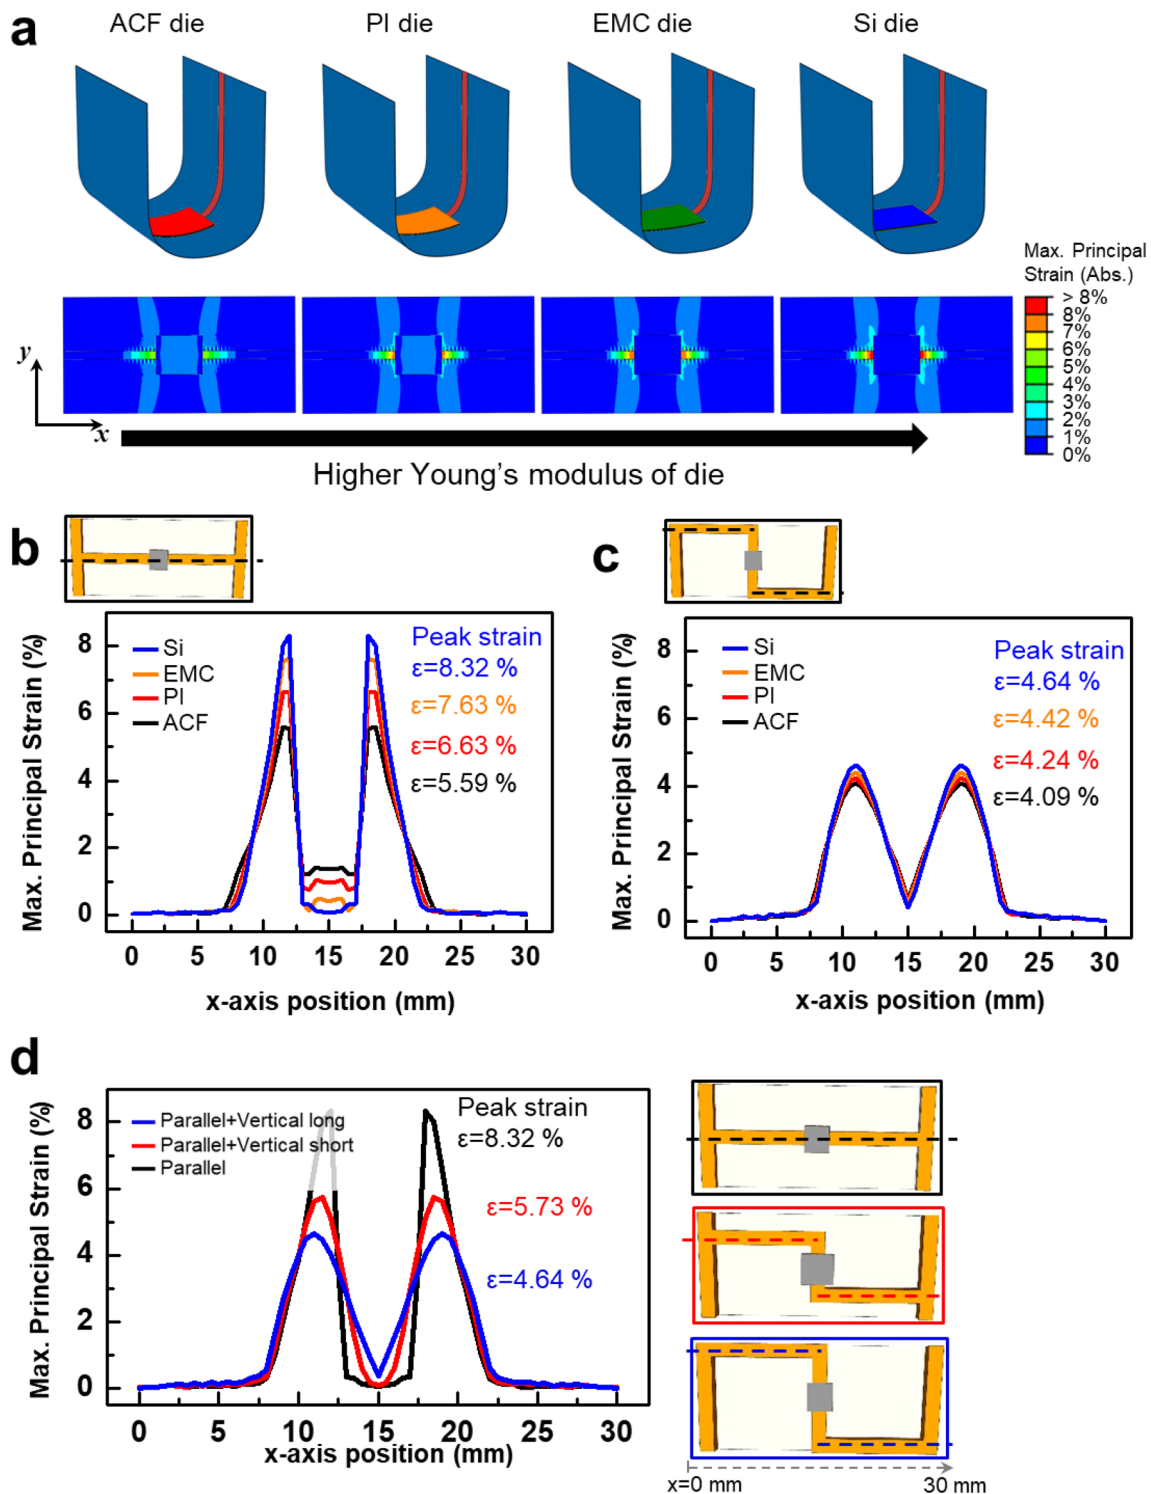 a
ACF die
PI die
EMC die
Si die
Max. Principal
Strain (Abs.)
> 8%
8%
7%
6%
5%
4%
3%
2%
1%
0%
y
x
Higher Young's modulus of die
b
Max. Principal Strain (%)
8
6
4
2
0
Si
EMC
PI
ACF
Peak strain
ε=8.32 %
ε=7.63 %
ε=6.63 %
ε=5.59 %
0 5 10 15 20 25 30
x-axis position (mm)
c
Max. Principal Strain (%)
8
6
4
2
0
Si
EMC
PI
ACF
Peak strain
ε=4.64 %
ε=4.42 %
ε=4.24 %
ε=4.09 %
0 5 10 15 20 25 30
x-axis position (mm)
d
Max. Principal Strain (%)
8
6
4
2
0
Parallel+Vertical long
Parallel+Vertical short
Parallel
Peak strain
ε=8.32 %
ε=5.73 %
ε=4.64 %
0 5 10 15 20 25 30
x-axis position (mm)
x=0 mm
30 mm